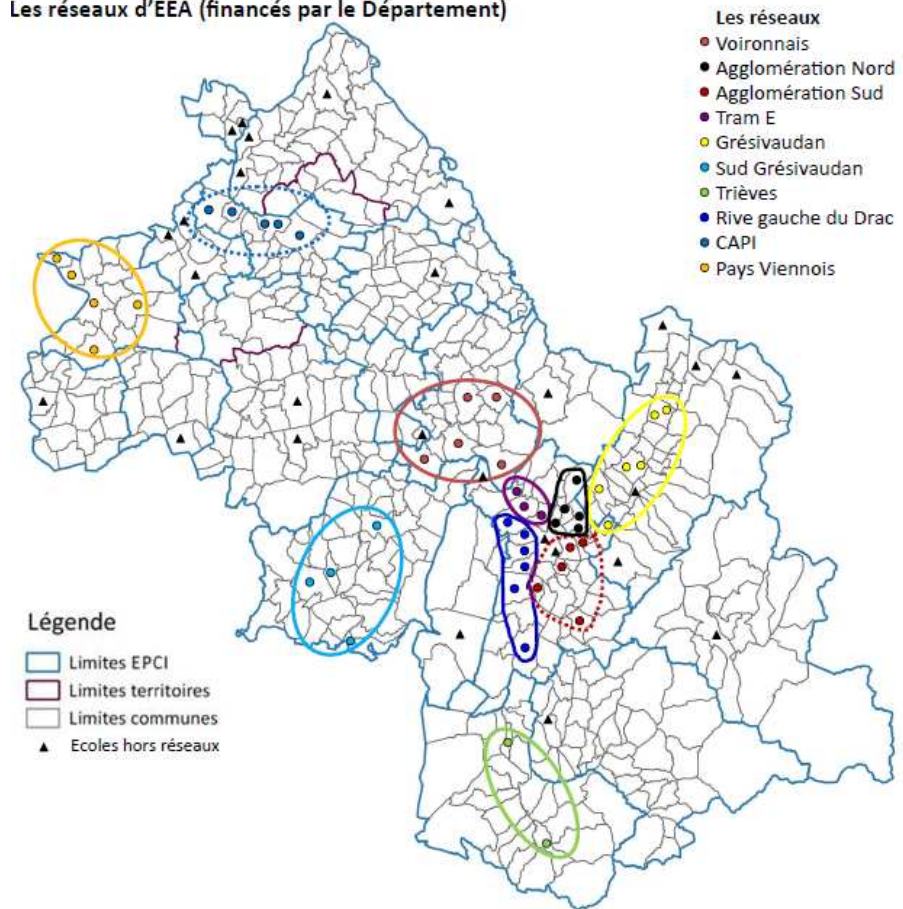 Les réseaux d'EEA (financés par le Département)
Les réseaux
Voironnais
Agglomération Nord
Agglomération Sud
Tram E
Grésivaudan
Sud Grésivaudan
Trièves
Rive gauche du Drac
CAPI
Pays Viennois
Légende
Limites EPCI
Limites territoires
Limites communes
Ecoles hors réseaux